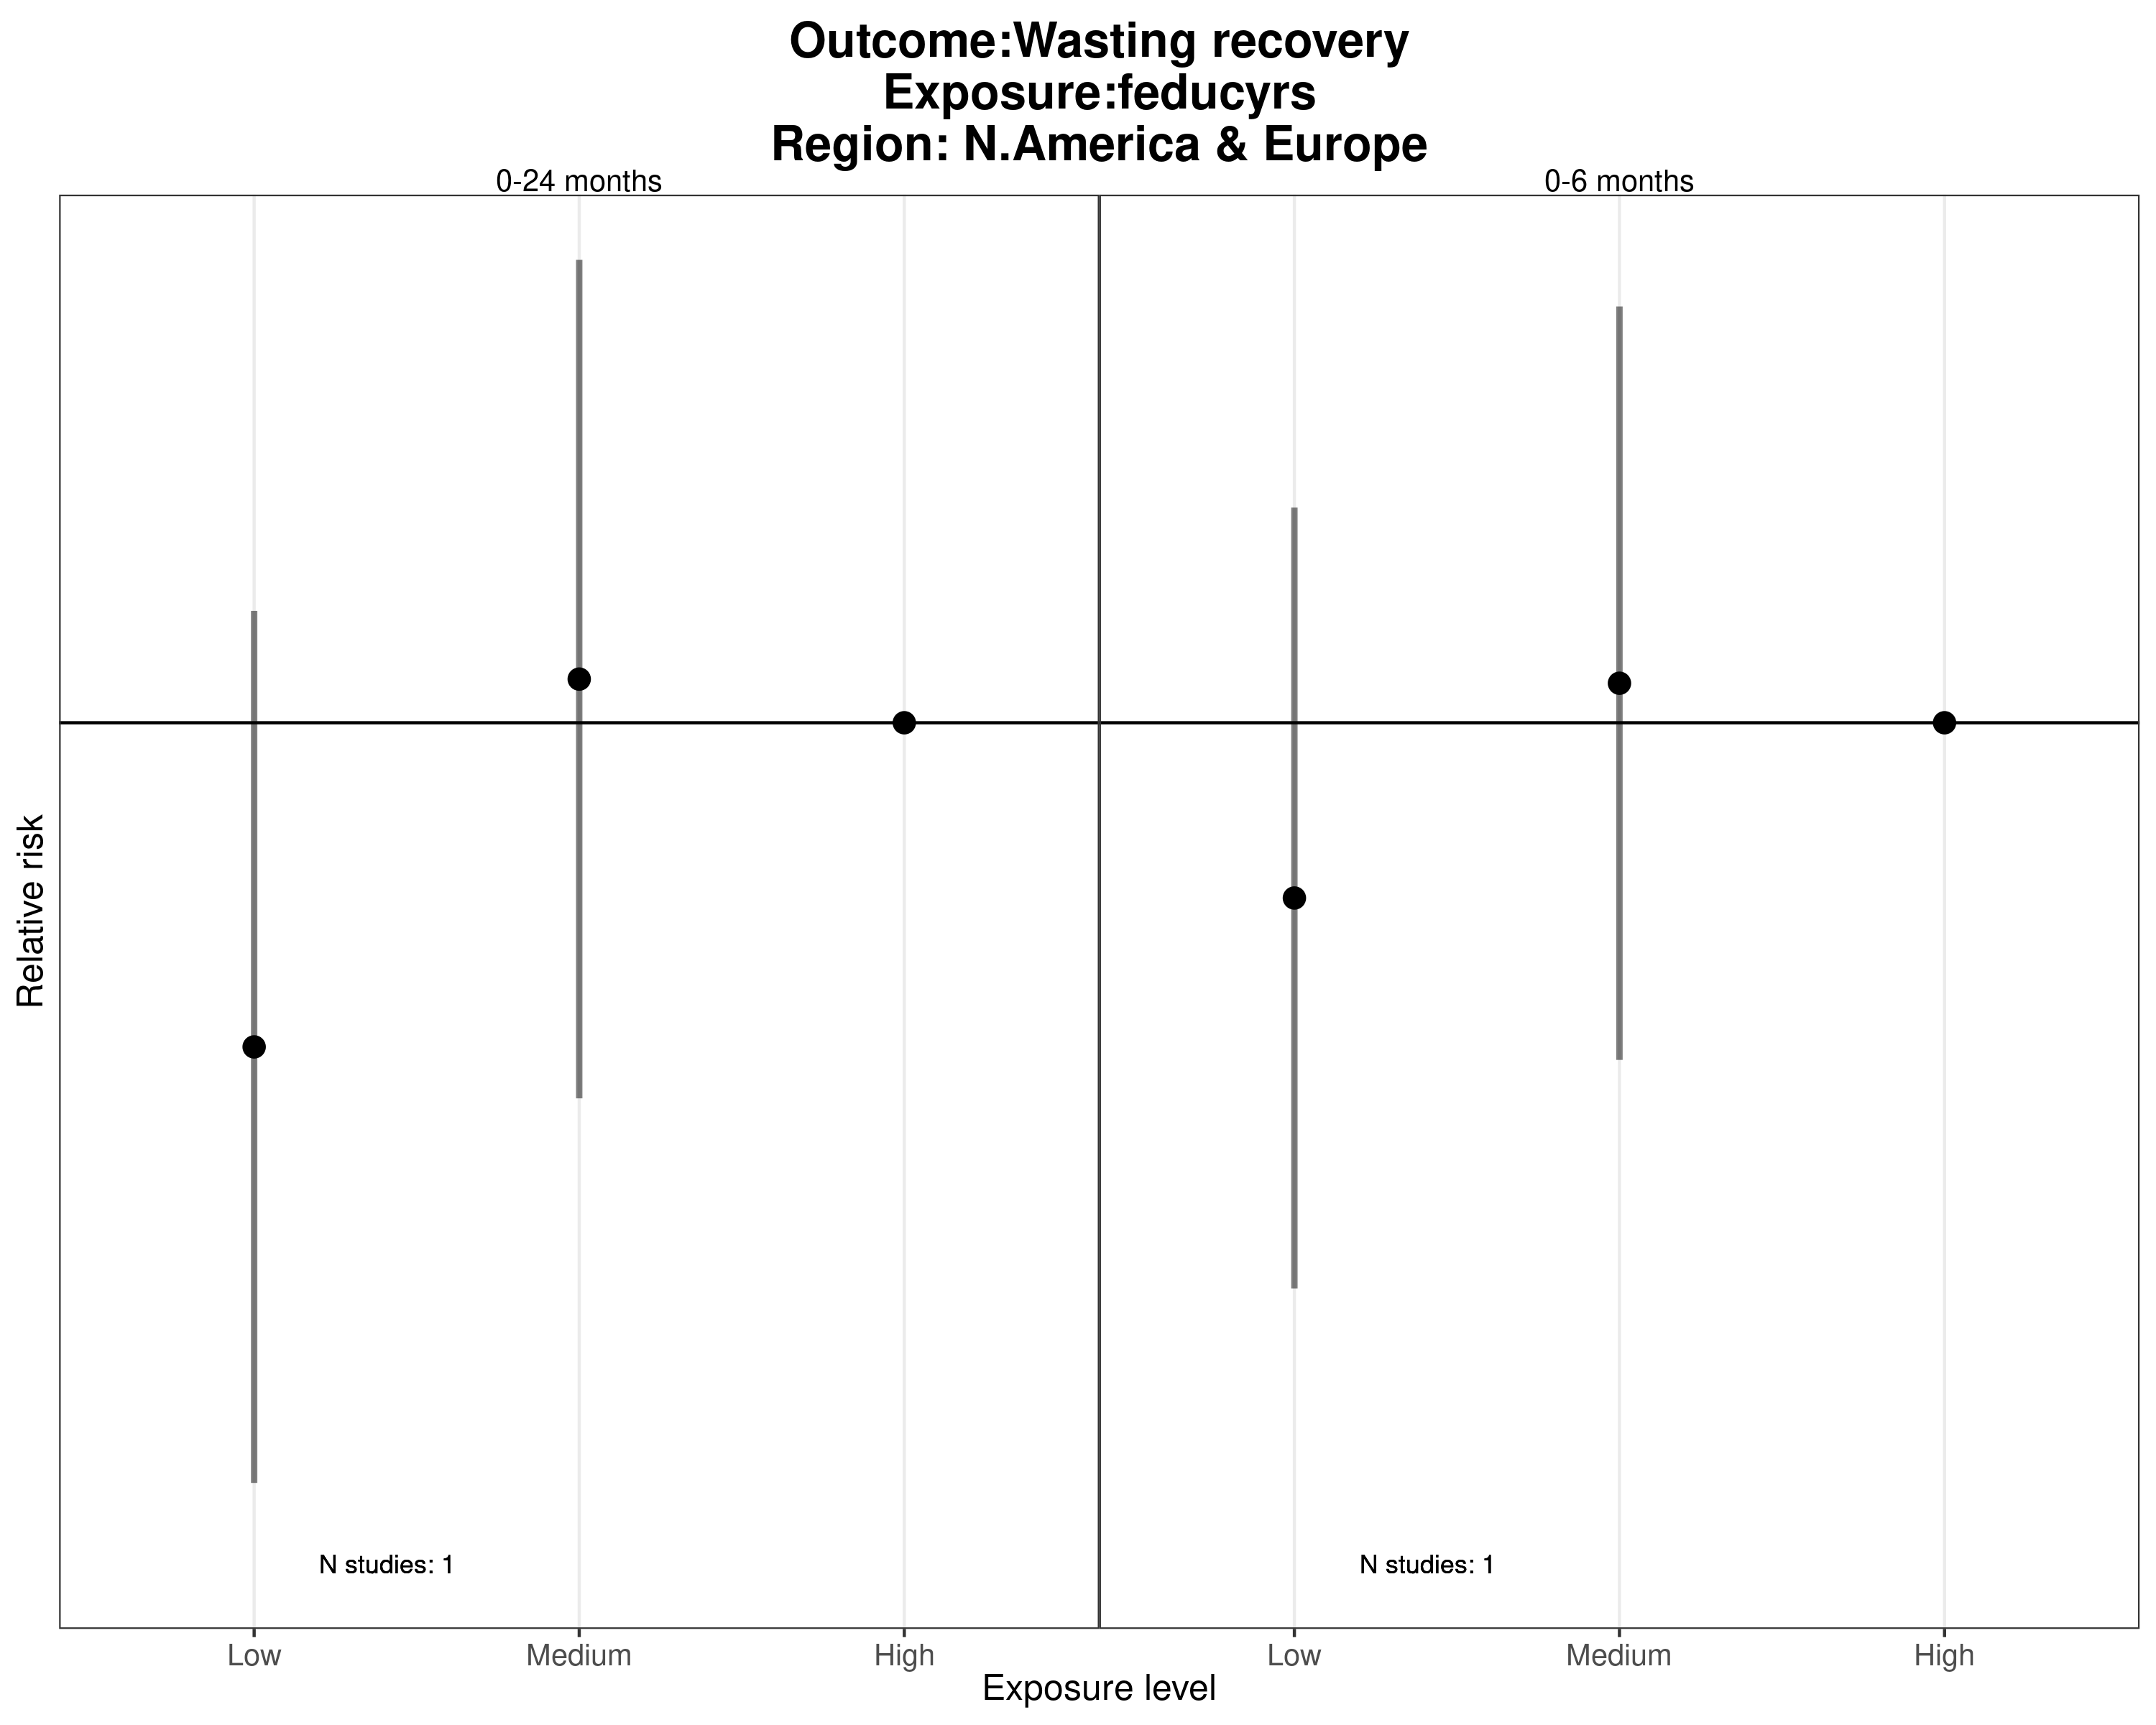 Outcome:Wasting recovery
Exposure:feducyrs
Region: N.America & Europe
0-24 months
0-6 months
Relative risk
N studies: 1
N studies: 1
Low
Medium
High
Low
Medium
High
Exposure level